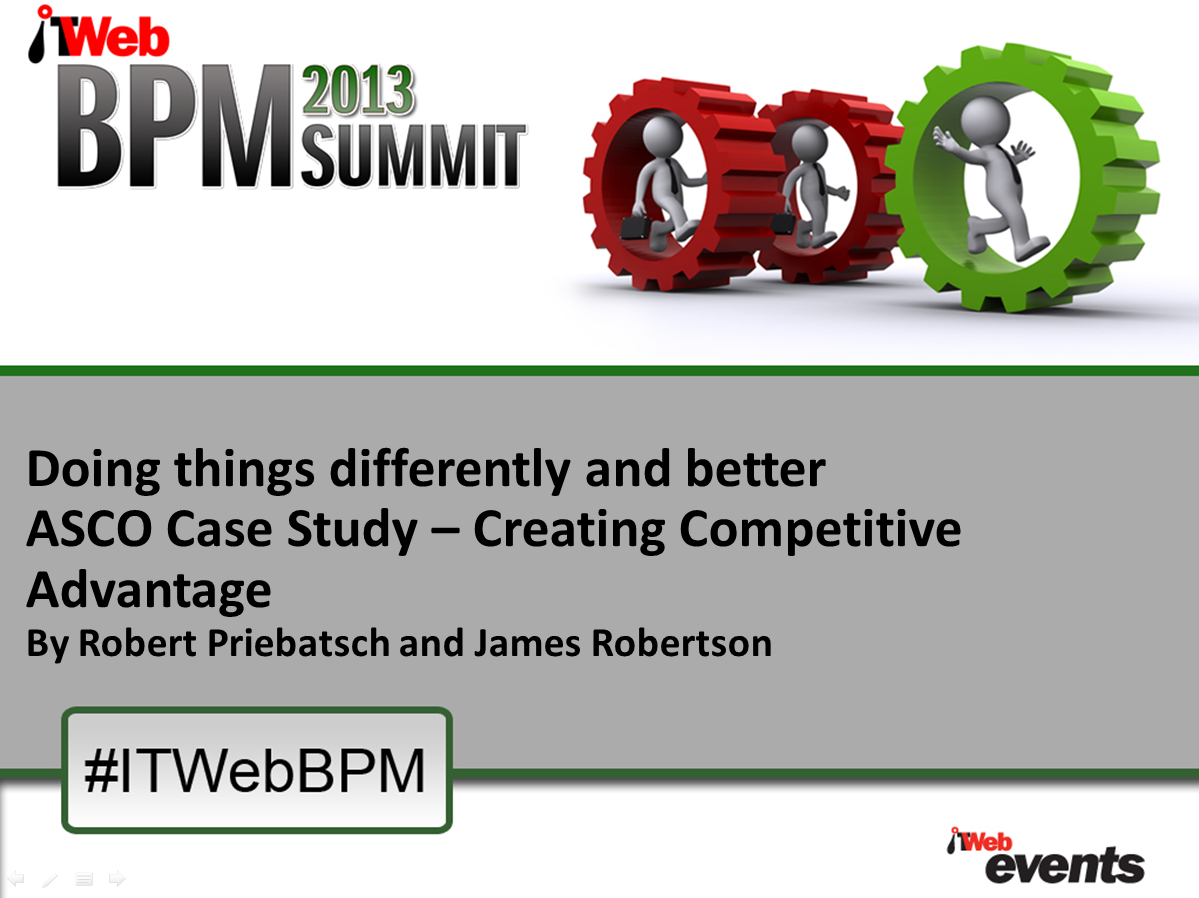 iTWeb
BPM 2013
SUMMIT
Doing things differently and better
ASCO Case Study – Creating Competitive
Advantage
By Robert Priebatsch and James Robertson
#ITWebBPM
iTWeb
events